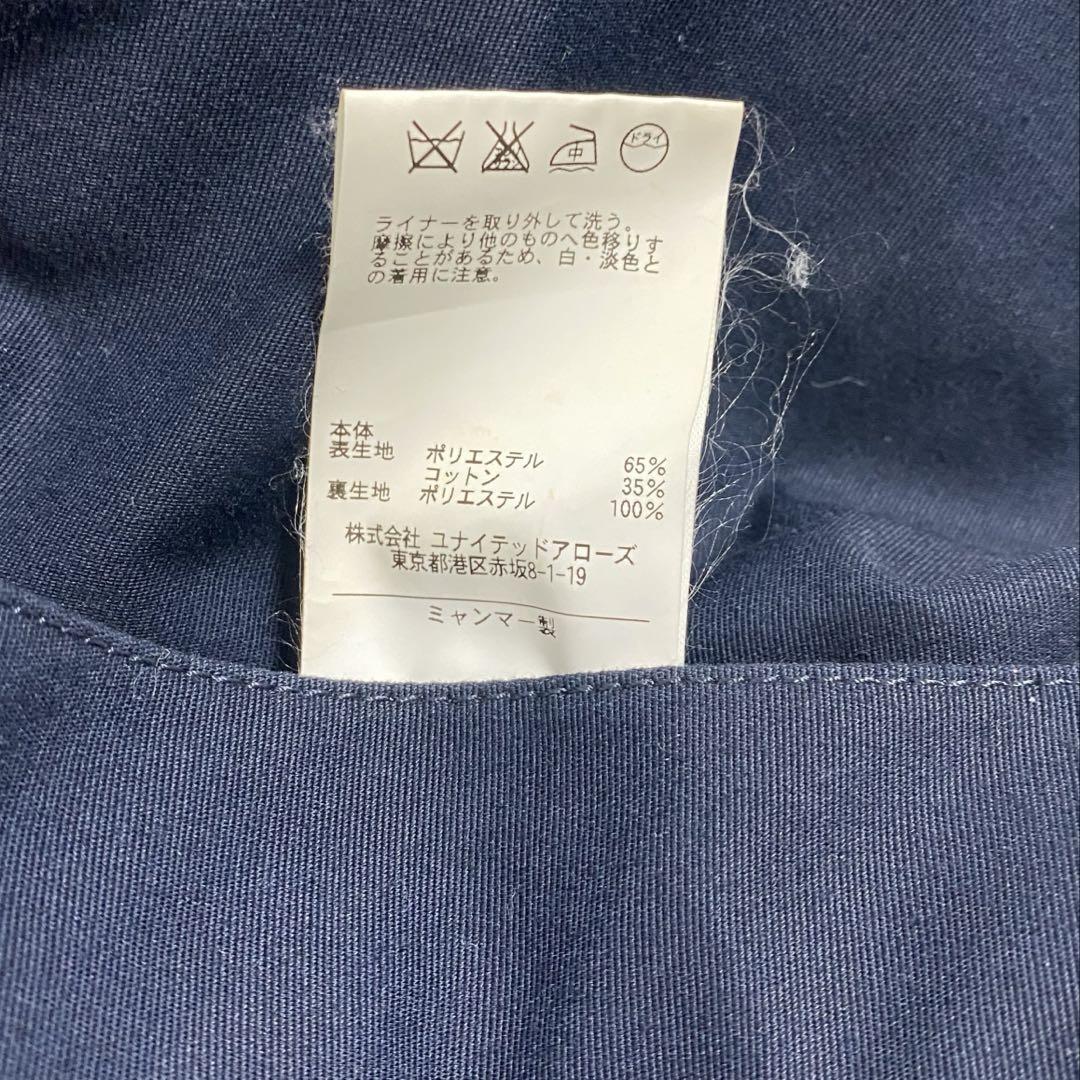 中 ドライ
ライナーを取り外して洗う。
摩擦により他のものへ色移りす
ることがあるため、白・淡色と
の着用に注意。
本体
表生地 ポリエステル 65%
コットン 35%
裏生地 ポリエステル 100%
株式会社 ユナイテッドアローズ
東京都港区赤坂8-1-19
ミャンマー製